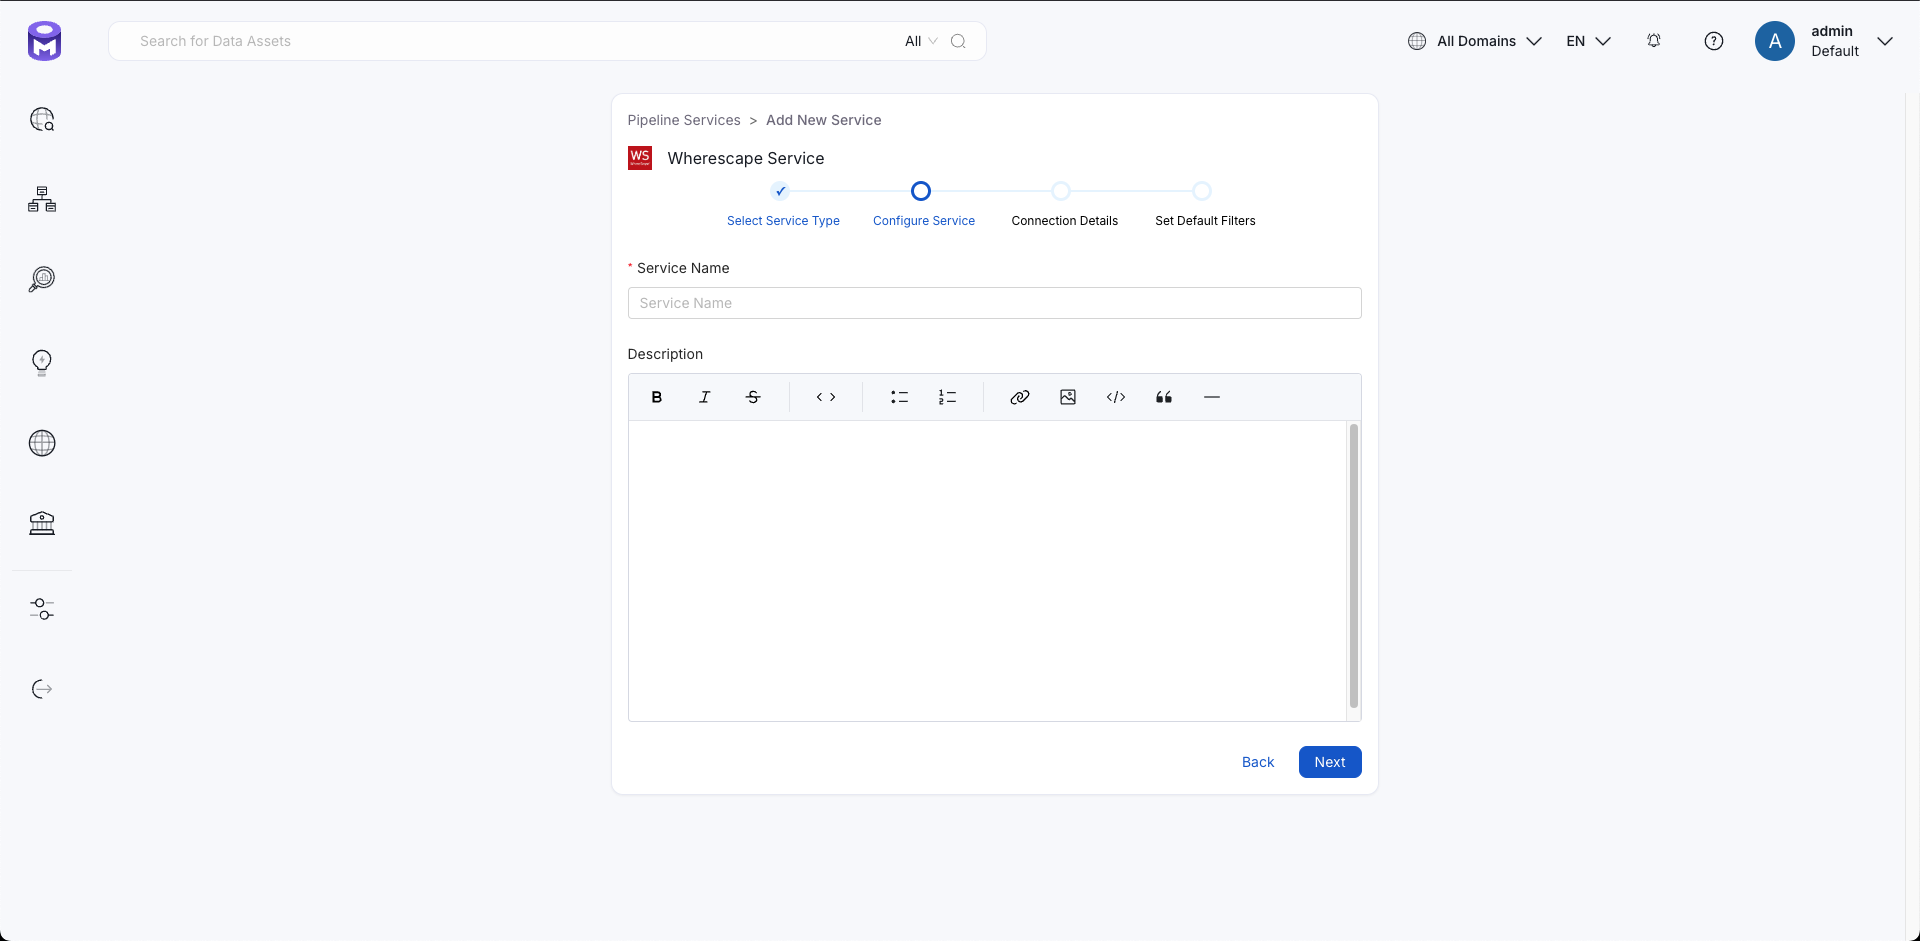 Search for Data Assets
All
All Domains
EN
A
admin
Default
Pipeline Services > Add New Service
WS
Wherescape Service
Select Service Type
Configure Service
Connection Details
Set Default Filters
* Service Name
Service Name
Description
Back
Next